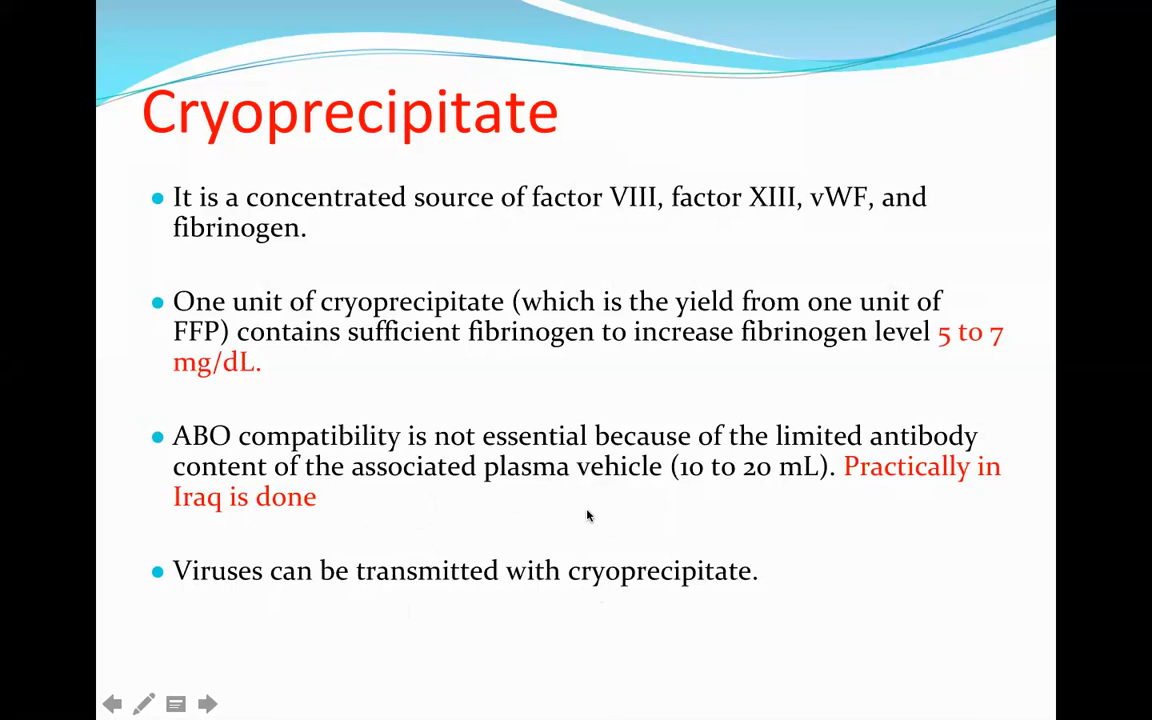 Cryoprecipitate
It is a concentrated source of factor VIII, factor XIII, vWF, and
fibrinogen.
One unit of cryoprecipitate (which is the yield from one unit of
FFP) contains sufficient fibrinogen to increase fibrinogen level 5 to 7
mg/dL.
ABO compatibility is not essential because of the limited antibody
content of the associated plasma vehicle (10 to 20 mL). Practically in
Iraq is done
Viruses can be transmitted with cryoprecipitate.